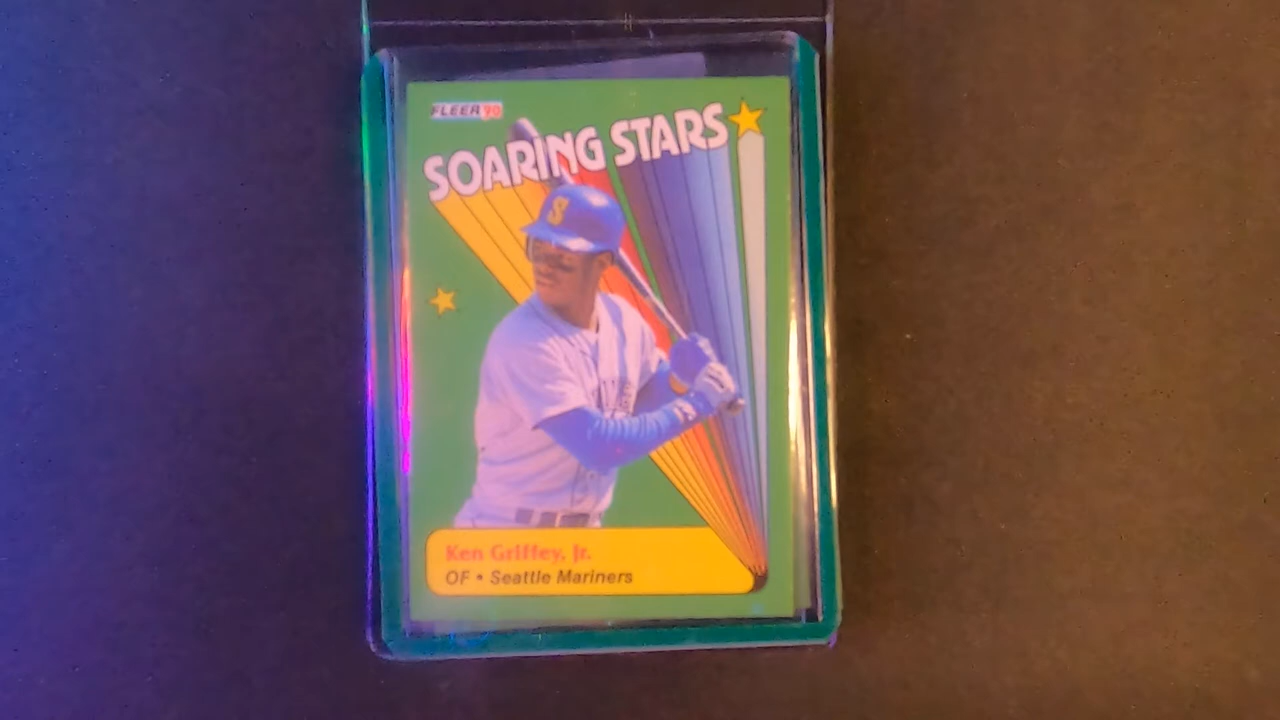 FLEER 90
SOARING STARS
S
Ken Griffey, Jr.
OF • Seattle Mariners